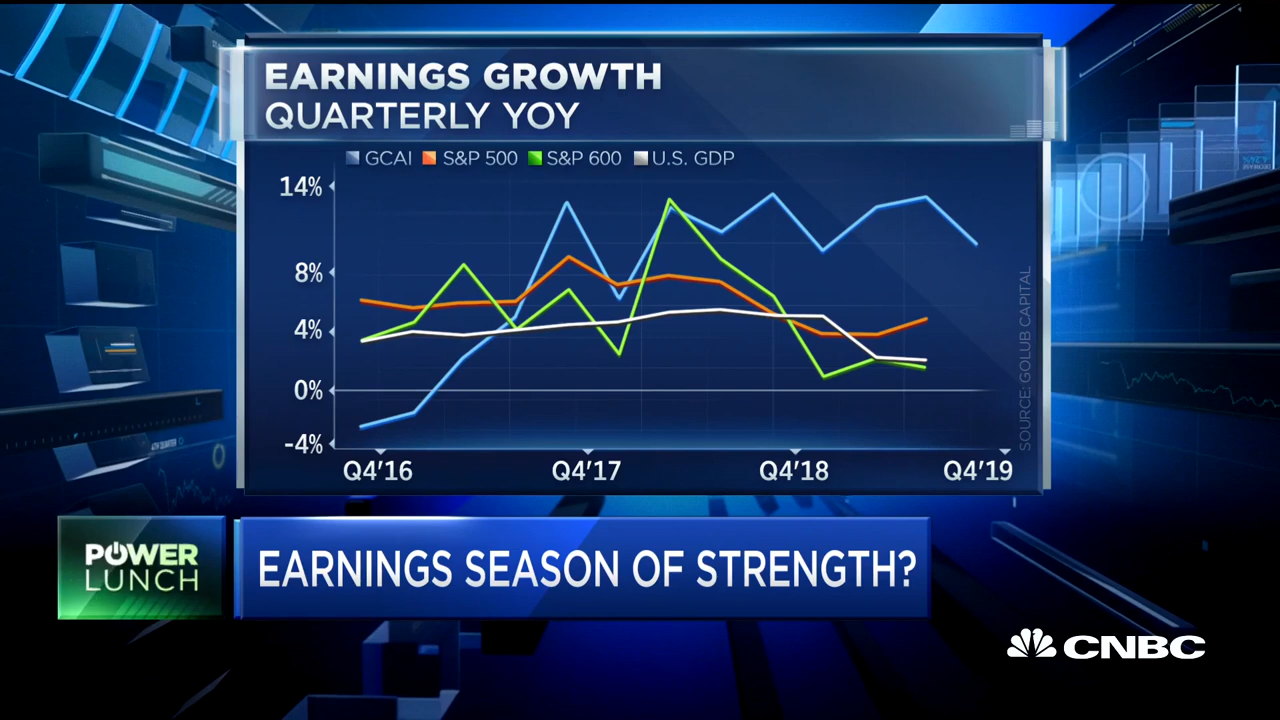 EARNINGS GROWTH
QUARTERLY YOY
GCAI S&P 500 S&P 600 U.S. GDP
14%
8%
4%
0%
-4%
Q4'16 Q4'17 Q4'18 Q4'19
SOURCE: GOLUB CAPITAL
POWER
LUNCH
EARNINGS SEASON OF STRENGTH?
CNBC